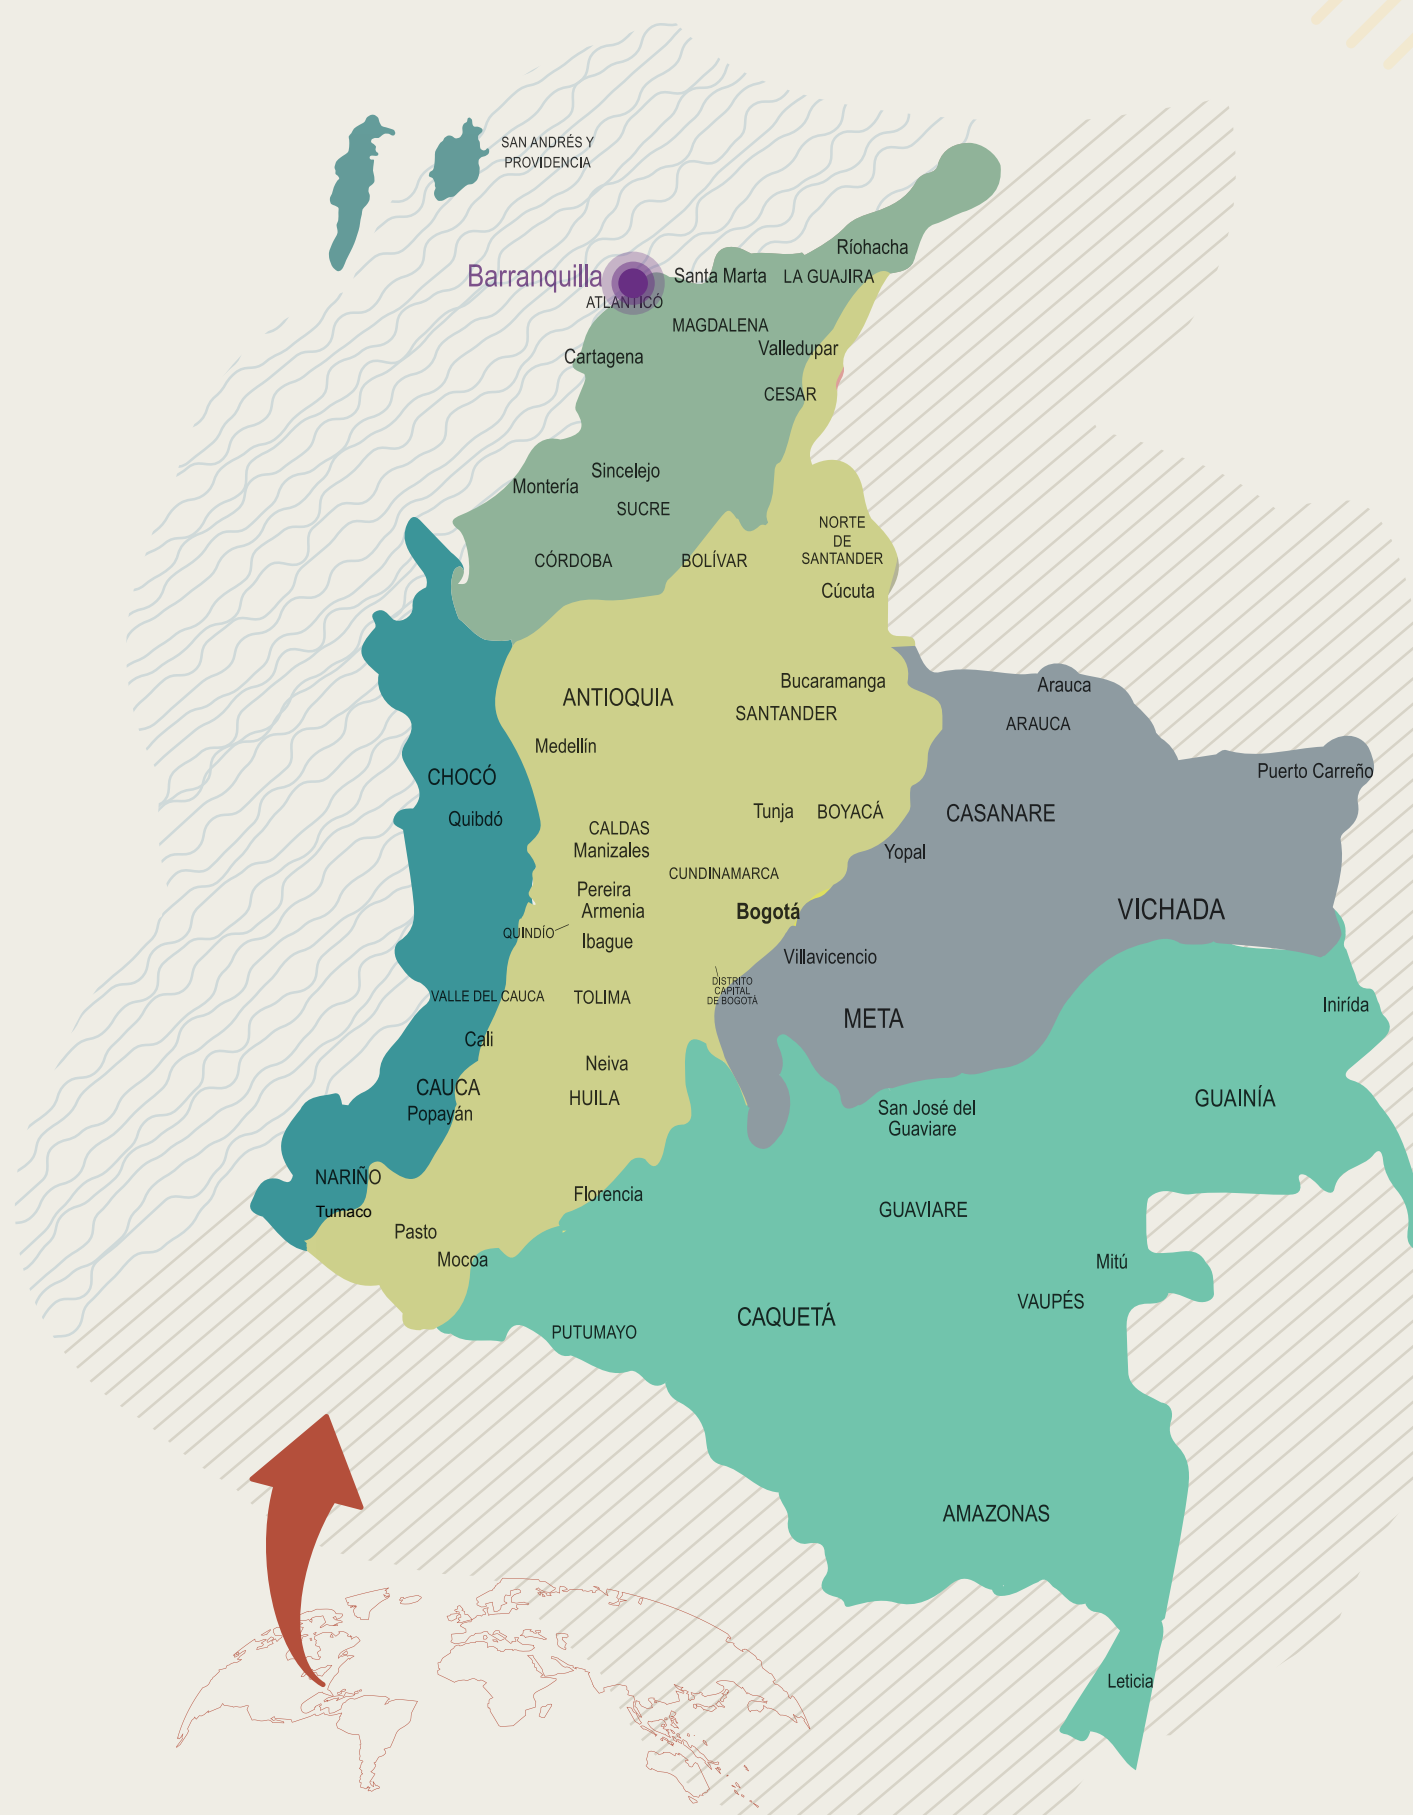 SAN ANDRÉS Y
PROVIDENCIA
Ríohacha
Barranquilla
Santa Marta
LA GUAJIRA
ATLANTICÓ
MAGDALENA
Valledupar
Cartagena
CESAR
Sincelejo
Montería
SUCRE
NORTE
DE
SANTANDER
CÓRDOBA
BOLÍVAR
Cúcuta
Bucaramanga
Arauca
ANTIOQUIA
SANTANDER
ARAUCA
Medellín
CHOCÓ
Puerto Carreño
Quibdó
Tunja
BOYACÁ
CASANARE
CALDAS
Manizales
Yopal
CUNDINAMARCA
Pereira
Armenia
Bogotá
VICHADA
QUINDÍO
Ibague
Villavicencio
DISTRITO
CAPITAL
DE BOGOTÁ
VALLE DEL CAUCA
TOLIMA
Inirída
META
Cali
Neiva
CAUCA
HUILA
GUAINÍA
Popayán
San José del
Guaviare
NARIÑO
Florencia
Tumaco
GUAVIARE
Pasto
Mocoa
Mitú
VAUPÉS
CAQUETÁ
PUTUMAYO
AMAZONAS
Leticia